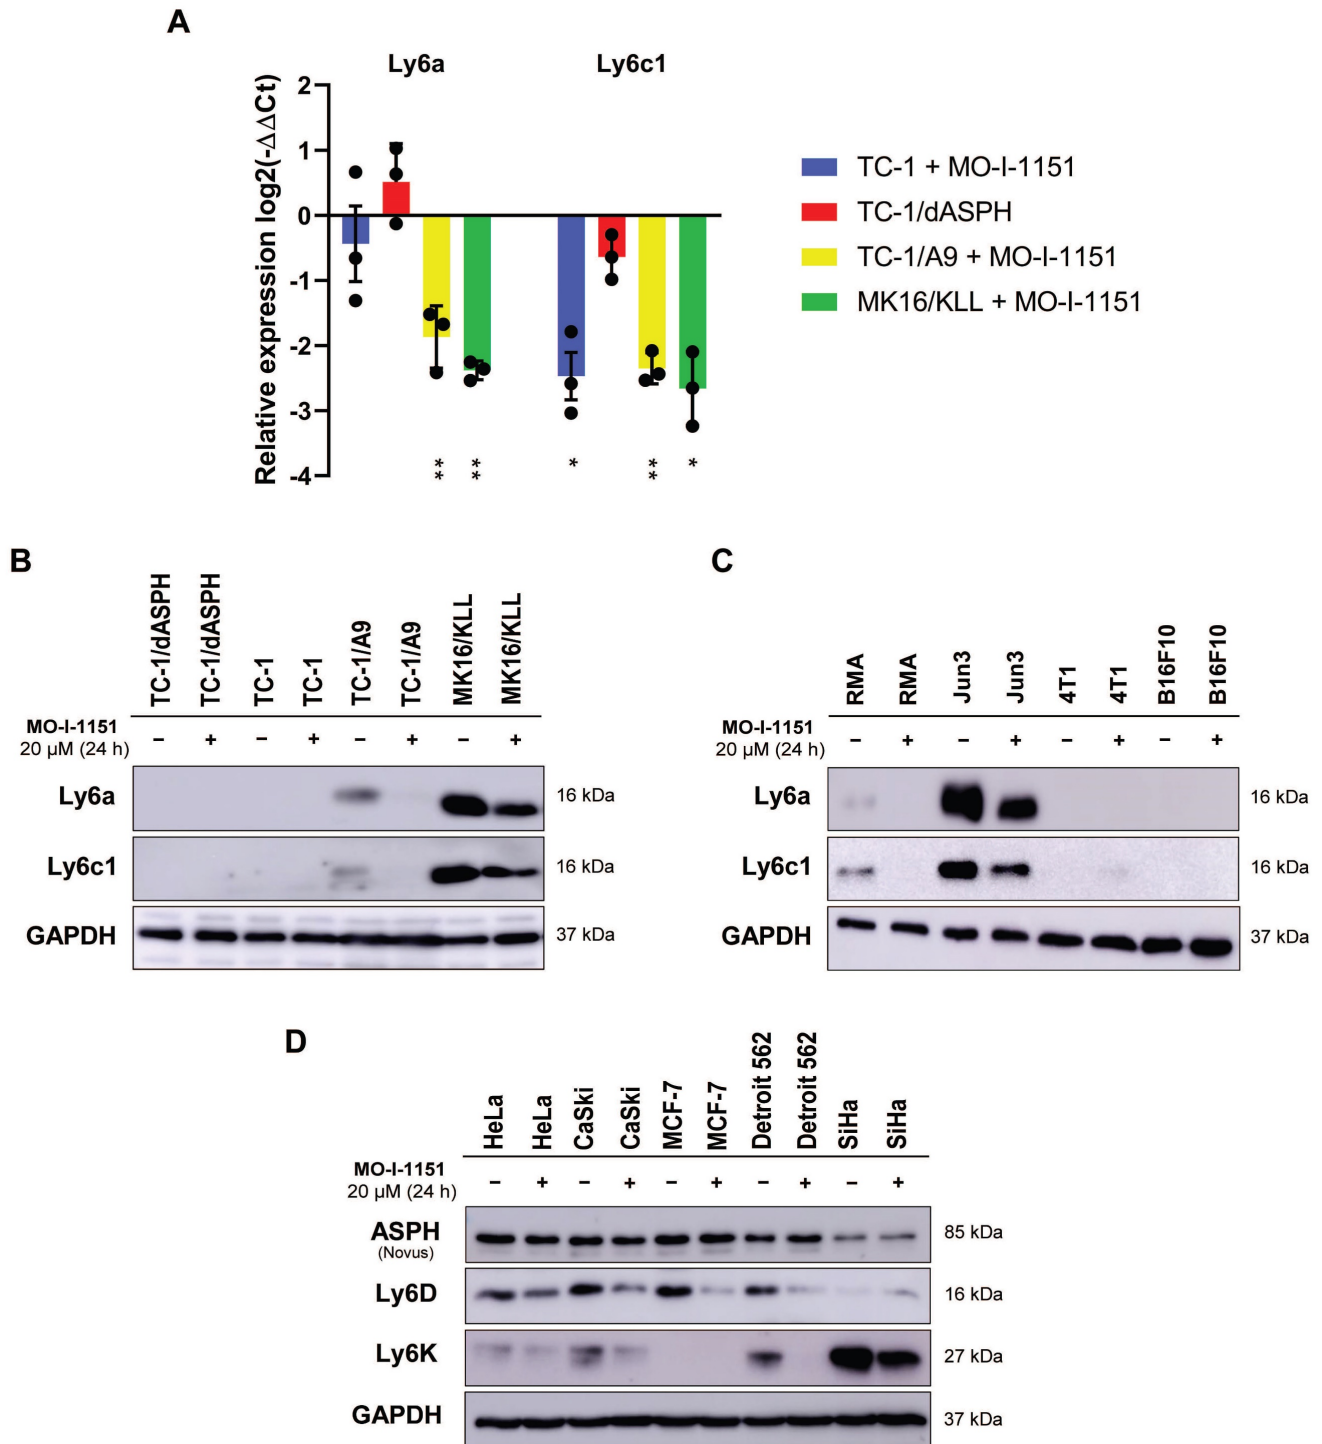 A
Ly6a
Ly6c1
Relative expression log2(-ΔΔCt)
2
1
0
-1
-2
-3
-4
**
**
*
**
*
TC-1 + MO-I-1151
TC-1/dASPH
TC-1/A9 + MO-I-1151
MK16/KLL + MO-I-1151
B
TC-1/dASPH
TC-1/dASPH
TC-1
TC-1
TC-1/A9
TC-1/A9
MK16/KLL
MK16/KLL
MO-I-1151
20 µM (24 h)
– + – + – + – +
Ly6a
16 kDa
Ly6c1
16 kDa
GAPDH
37 kDa
C
RMA
RMA
Jun3
Jun3
4T1
4T1
B16F10
B16F10
MO-I-1151
20 µM (24 h)
– + – + – + – +
Ly6a
16 kDa
Ly6c1
16 kDa
GAPDH
37 kDa
D
HeLa
HeLa
CaSki
CaSki
MCF-7
MCF-7
Detroit 562
Detroit 562
SiHa
SiHa
MO-I-1151
20 µM (24 h)
– + – + – + – + – +
ASPH
(Novus)
85 kDa
Ly6D
16 kDa
Ly6K
27 kDa
GAPDH
37 kDa